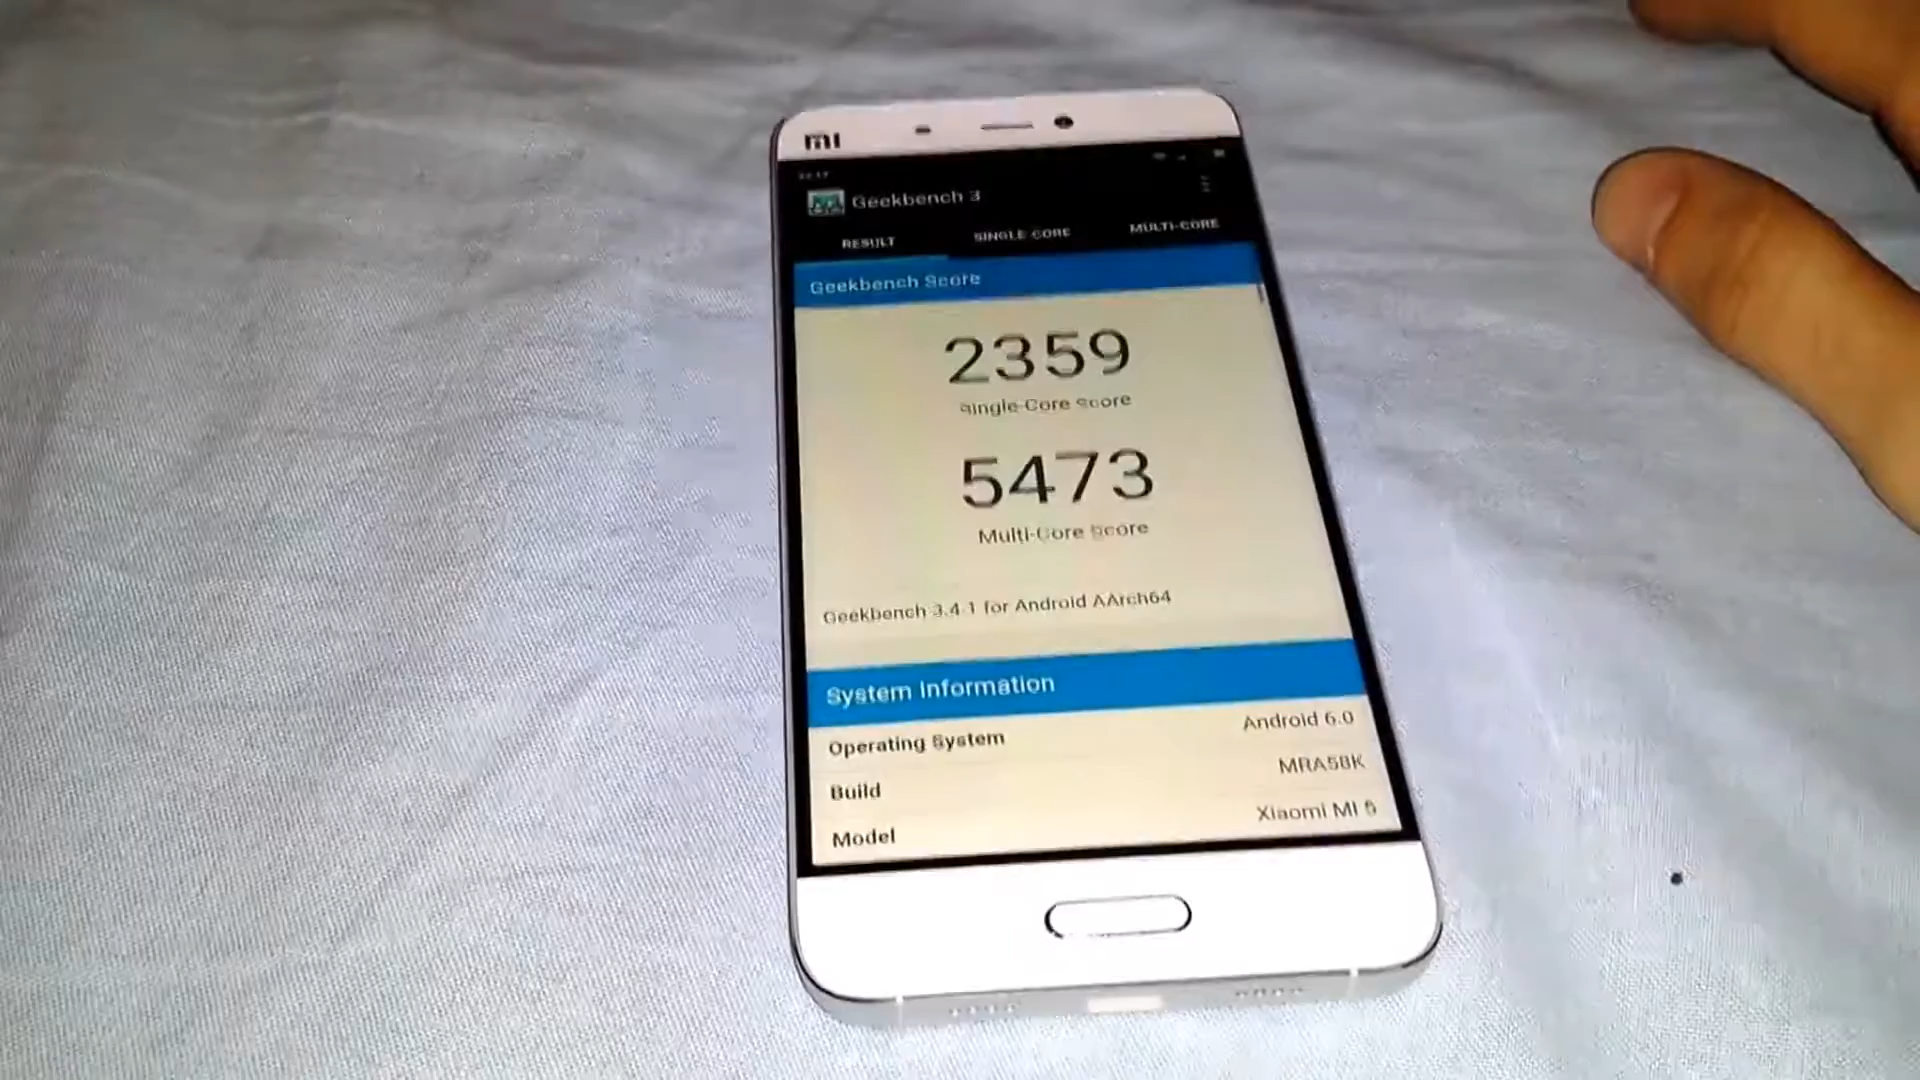 MI
Geekbench 3
RESULT SINGLE-CORE MULTI-CORE
Geekbench Score
2359
Single-Core Score
5473
Multi-Core Score
Geekbench 3.4.1 for Android AArch64
System Information
Operating System Android 6.0
Build MRA58K
Model Xiaomi MI 5